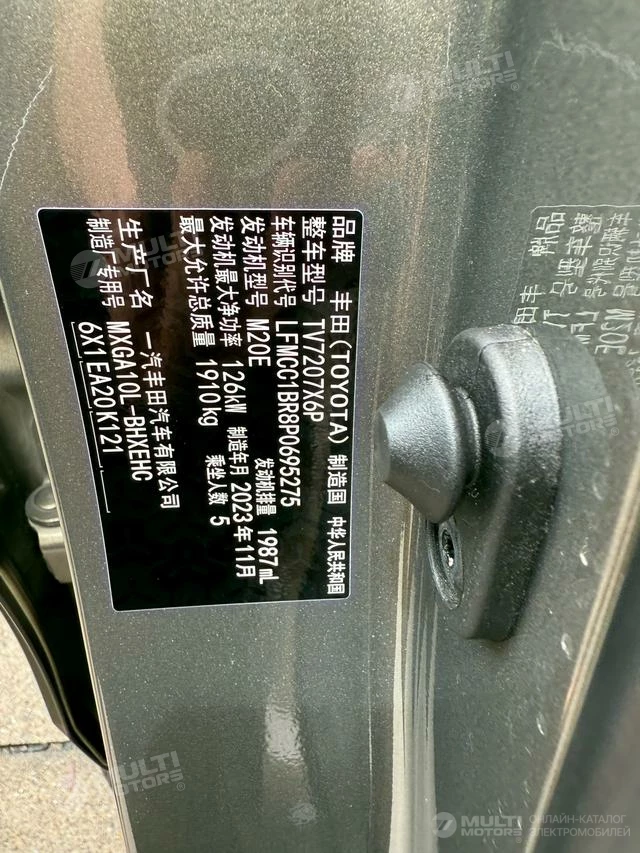 品牌 丰田(TOYOTA) 制造国 中华人民共和国
整车型号 TV7207X6P
车辆识别代号 LFMCC1BR8P0695275
发动机型号 M20E 发动机排量 1987mL
发动机最大净功率 126kW 制造年月 2023年11月
最大允许总质量 1910kg 乘坐人数 5
生产厂名 一汽丰田汽车有限公司
制造厂专用号 MXGA10L-BHXEHC
6X1EA20K121
MULTI MOTORS
MULTI MOTORS
MULTI MOTORS
MULTI MOTORS
MULTI MOTORS
ОНЛАЙН-КАТАЛОГ
ЭЛЕКТРОМОБИЛЕЙ